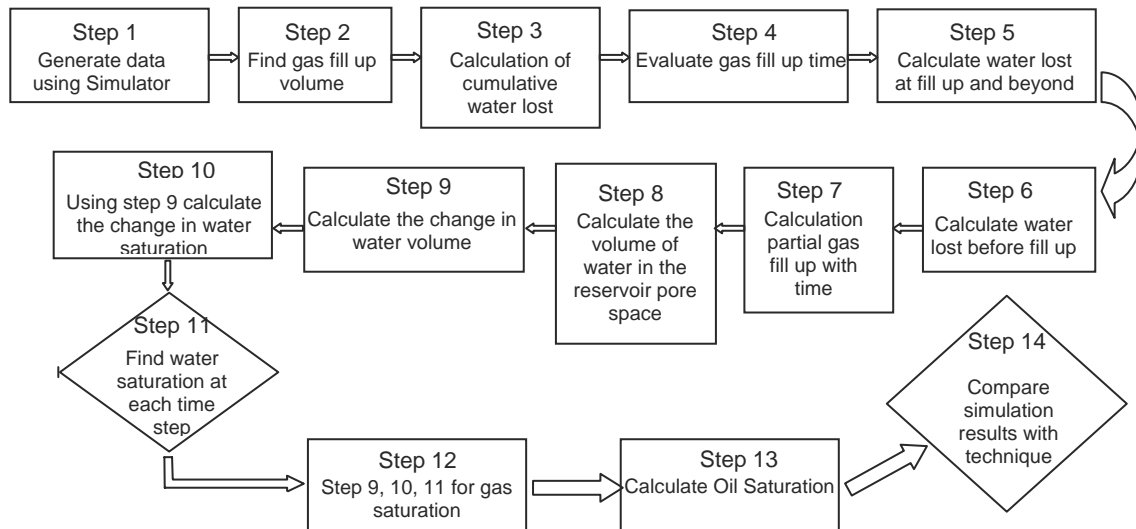 Step 1
Generate data
using Simulator
Step 2
Find gas fill up
volume
Step 3
Calculation of
cumulative
water lost
Step 4
Evaluate gas fill up time
Step 5
Calculate water lost
at fill up and beyond
Step 6
Calculate water
lost before fill up
Step 7
Calculation
partial gas
fill up with
time
Step 8
Calculate the
volume of
water in the
reservoir pore
space
Step 9
Calculate the change in
water volume
Step 10
Using step 9 calculate
the change in water
saturation
Step 11
Find water
saturation at
each time
step
Step 12
Step 9, 10, 11 for gas
saturation
Step 13
Calculate Oil Saturation
Step 14
Compare
simulation
results with
technique